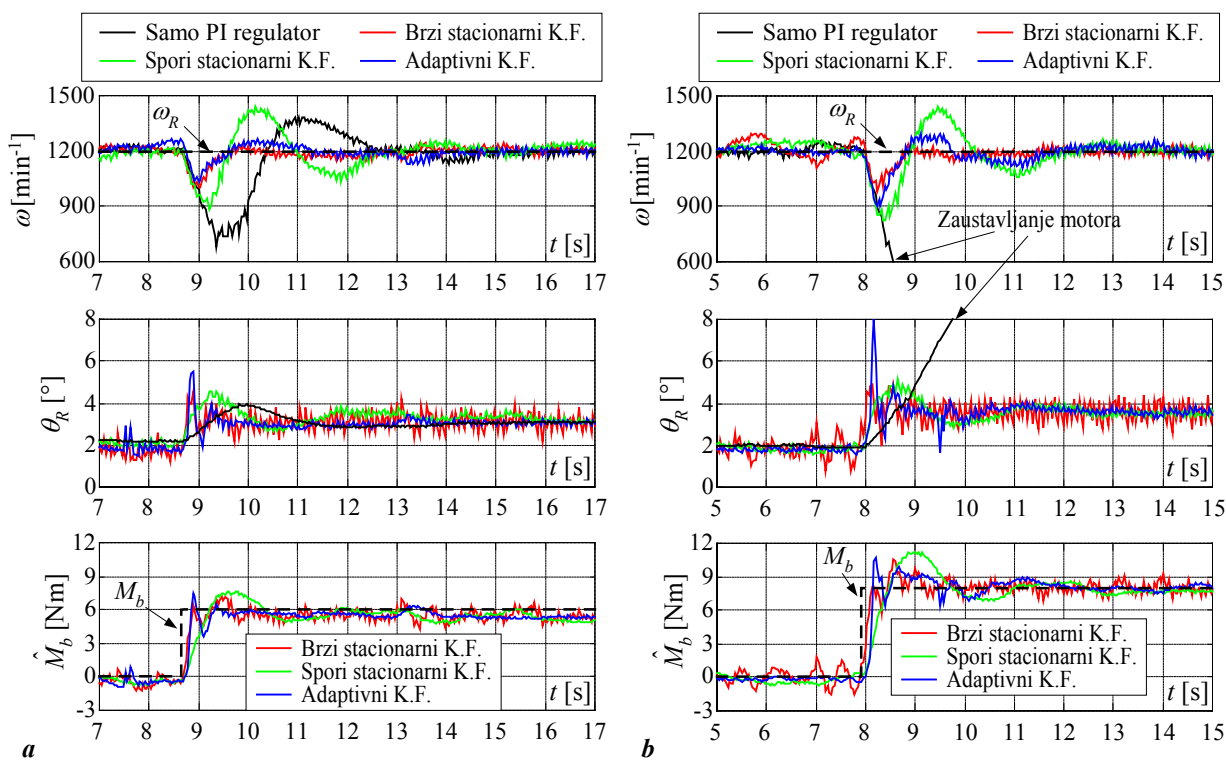 Samo PI regulator
Brzi stacionarni K.F.
Spori stacionarni K.F.
Adaptivni K.F.
1500
1200
900
600
ω [min⁻¹]
ω_R
t [s]
7 8 9 10 11 12 13 14 15 16 17
8
6
4
2
0
θ_R [°]
t [s]
7 8 9 10 11 12 13 14 15 16 17
12
9
6
3
0
-3
M̂_b [Nm]
M_b
Brzi stacionarni K.F.
Spori stacionarni K.F.
Adaptivni K.F.
t [s]
7 8 9 10 11 12 13 14 15 16 17
a
Samo PI regulator
Brzi stacionarni K.F.
Spori stacionarni K.F.
Adaptivni K.F.
1500
1200
900
600
ω [min⁻¹]
ω_R
Zaustavljanje motora
t [s]
5 6 7 8 9 10 11 12 13 14 15
8
6
4
2
0
θ_R [°]
t [s]
5 6 7 8 9 10 11 12 13 14 15
12
9
6
3
0
-3
M̂_b [Nm]
M_b
Brzi stacionarni K.F.
Spori stacionarni K.F.
Adaptivni K.F.
t [s]
5 6 7 8 9 10 11 12 13 14 15
b